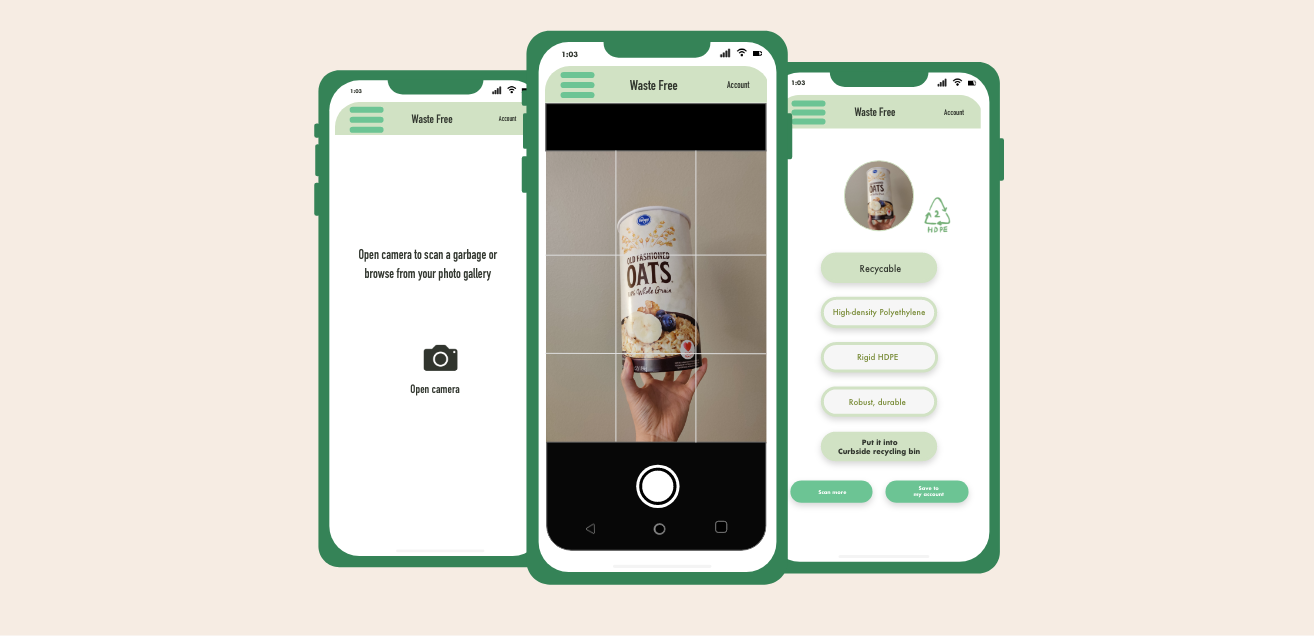 1:03
Waste Free
Account
Open camera to scan a garbage or
browse from your photo gallery
Open camera
1:03
Waste Free
Account
Kroger
OLD FASHIONED
OATS
100% Whole Grain
1:03
Waste Free
Account
OATS
2
HDPE
Recycable
High-density Polyethylene
Rigid HDPE
Robust, durable
Put it into
Curbside recycling bin
Scan more
Save to
my account